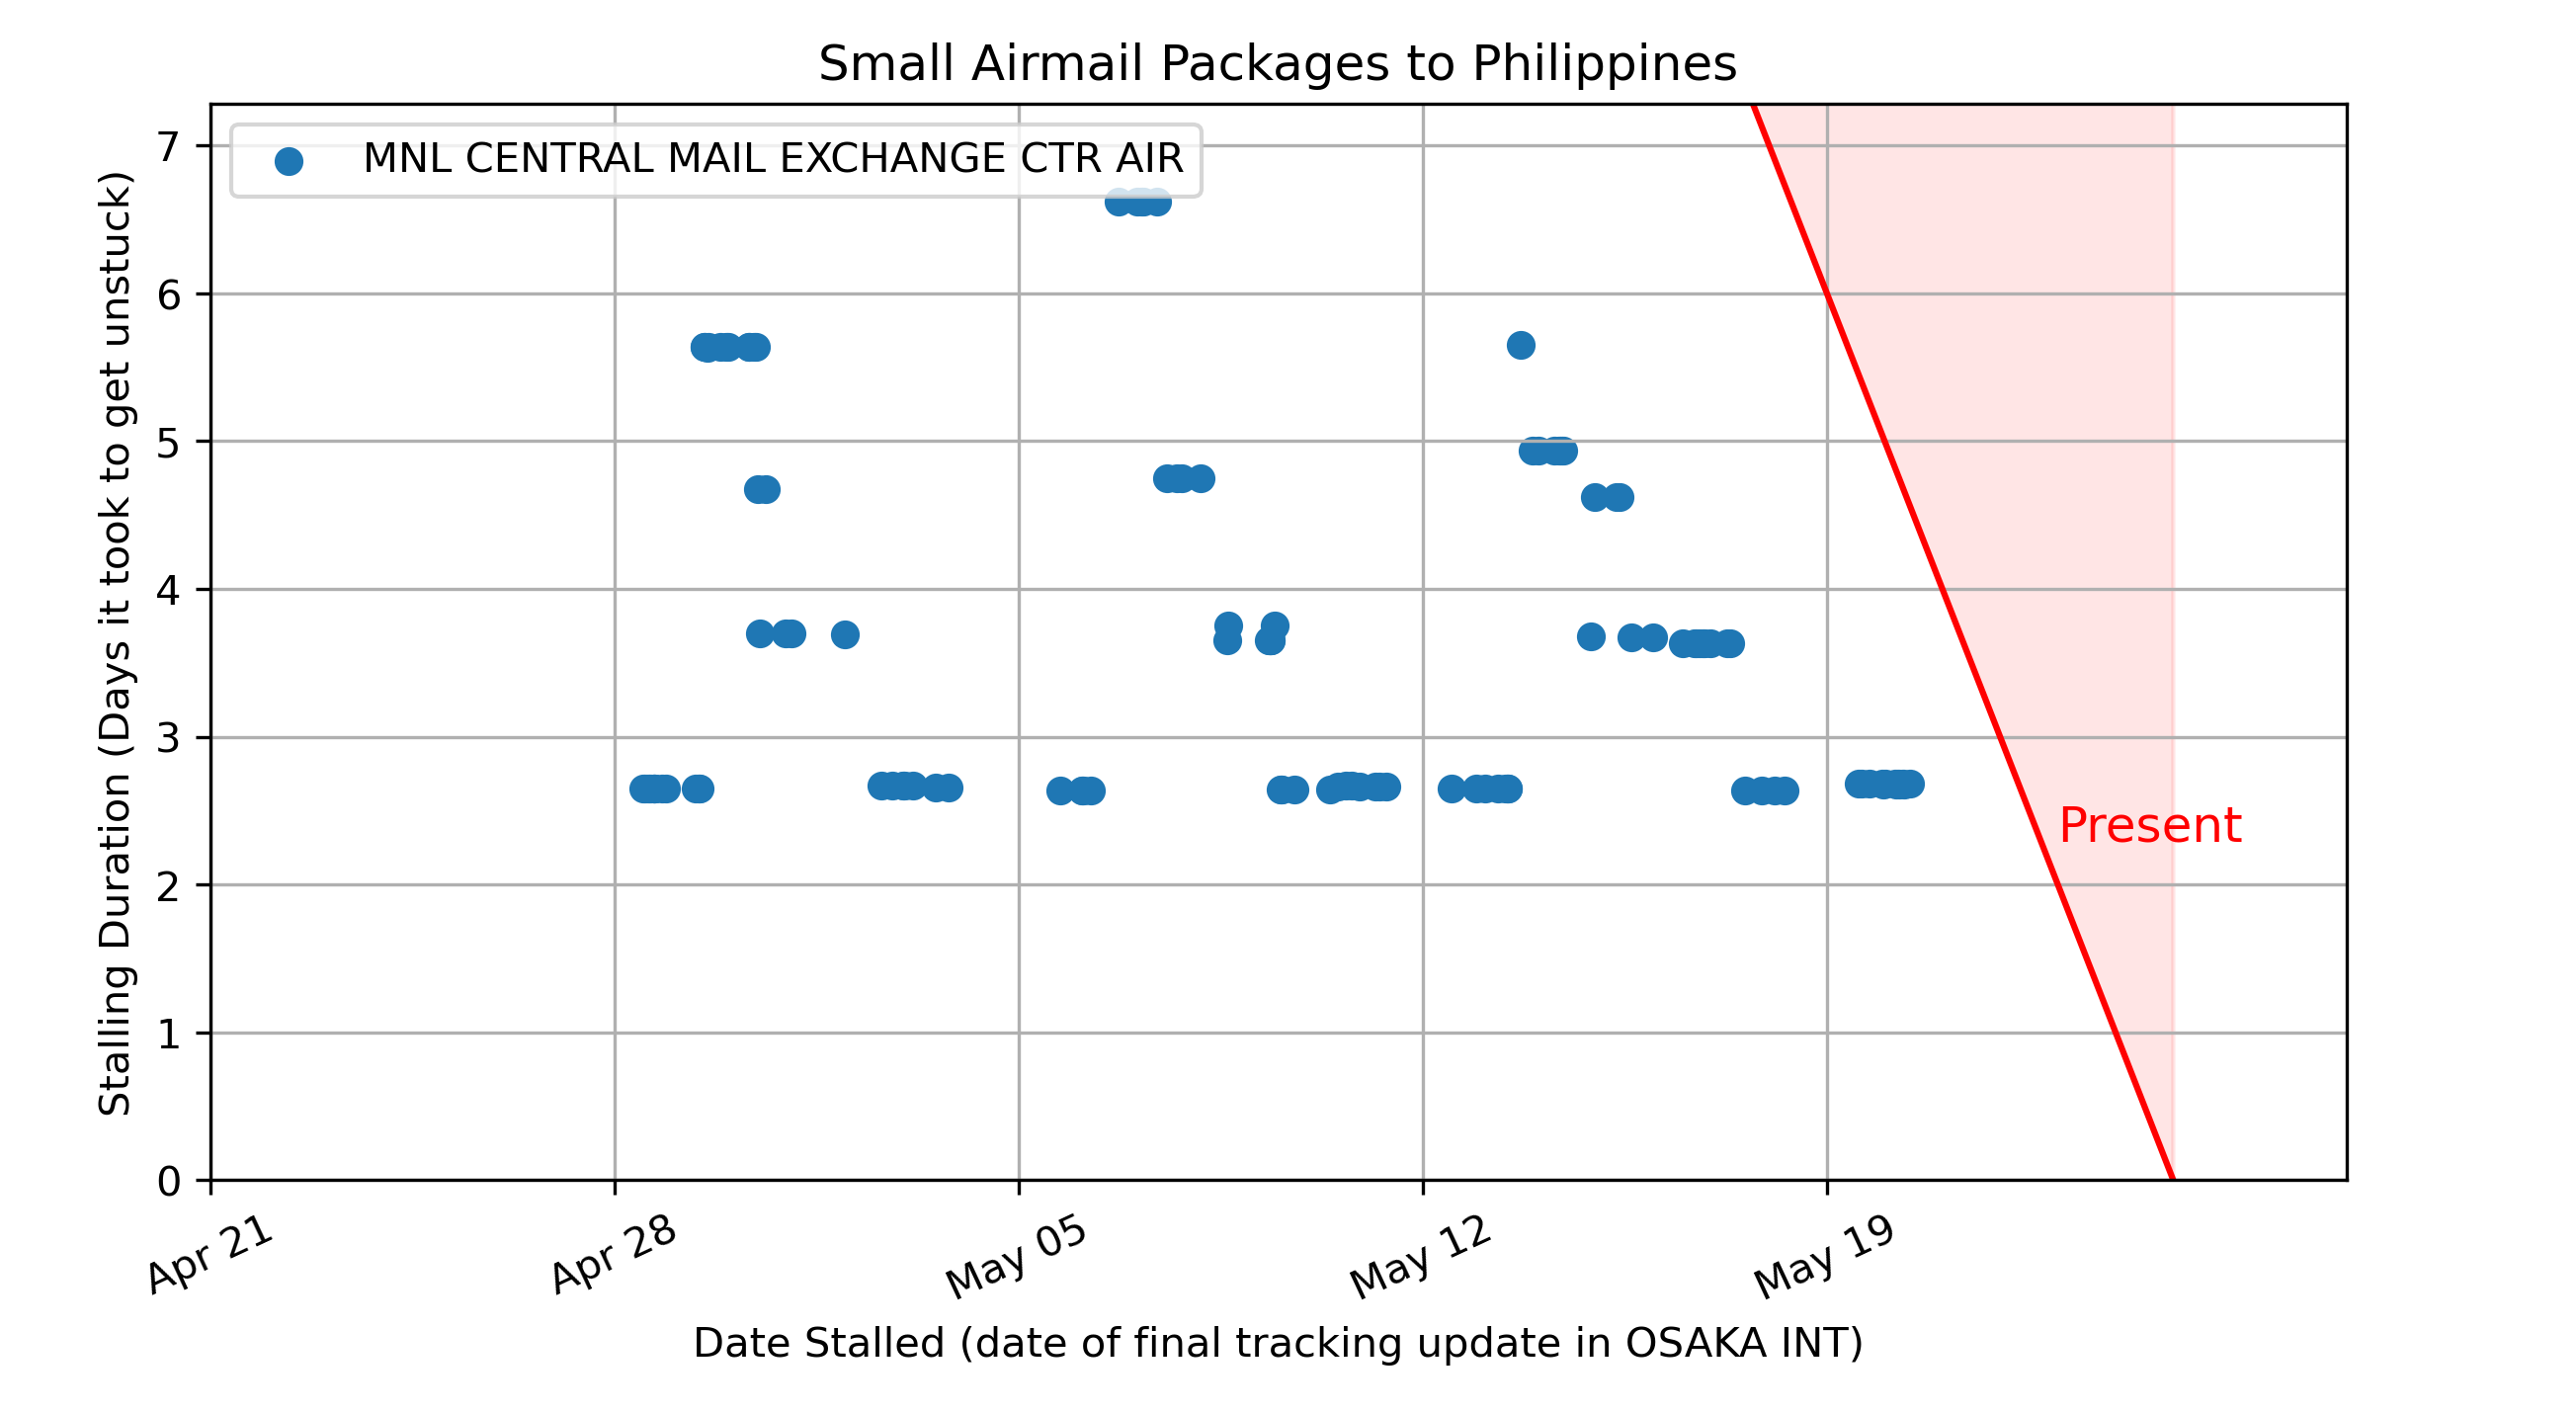 Small Airmail Packages to Philippines
MNL CENTRAL MAIL EXCHANGE CTR AIR
Stalling Duration (Days it took to get unstuck)
7
6
5
4
3
2
1
0
Present
Apr 21
Apr 28
May 05
May 12
May 19
Date Stalled (date of final tracking update in OSAKA INT)